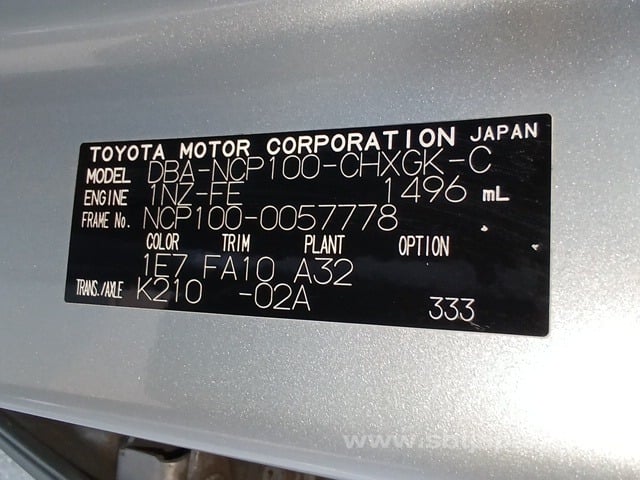 TOYOTA MOTOR CORPORATION JAPAN
MODEL DBA-NCP100-CHXGK-C
ENGINE 1NZ-FE 1496 mL
FRAME No. NCP100-0057778
COLOR TRIM PLANT OPTION
1E7 FA10 A32
TRANS./AXLE K210 -02A 333